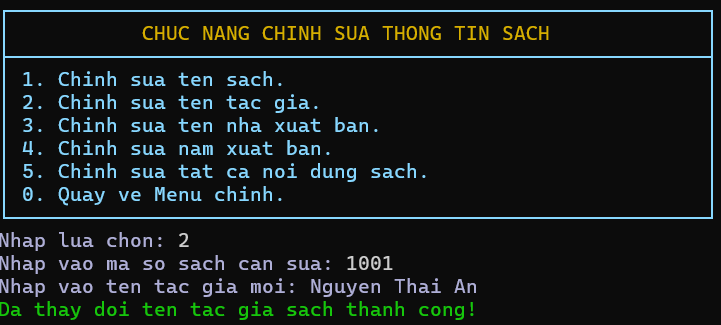 CHUC NANG CHINH SUA THONG TIN SACH
1. Chinh sua ten sach.
2. Chinh sua ten tac gia.
3. Chinh sua ten nha xuat ban.
4. Chinh sua nam xuat ban.
5. Chinh sua tat ca noi dung sach.
0. Quay ve Menu chinh.
Nhap lua chon: 2
Nhap vao ma so sach can sua: 1001
Nhap vao ten tac gia moi: Nguyen Thai An
Da thay doi ten tac gia sach thanh cong!